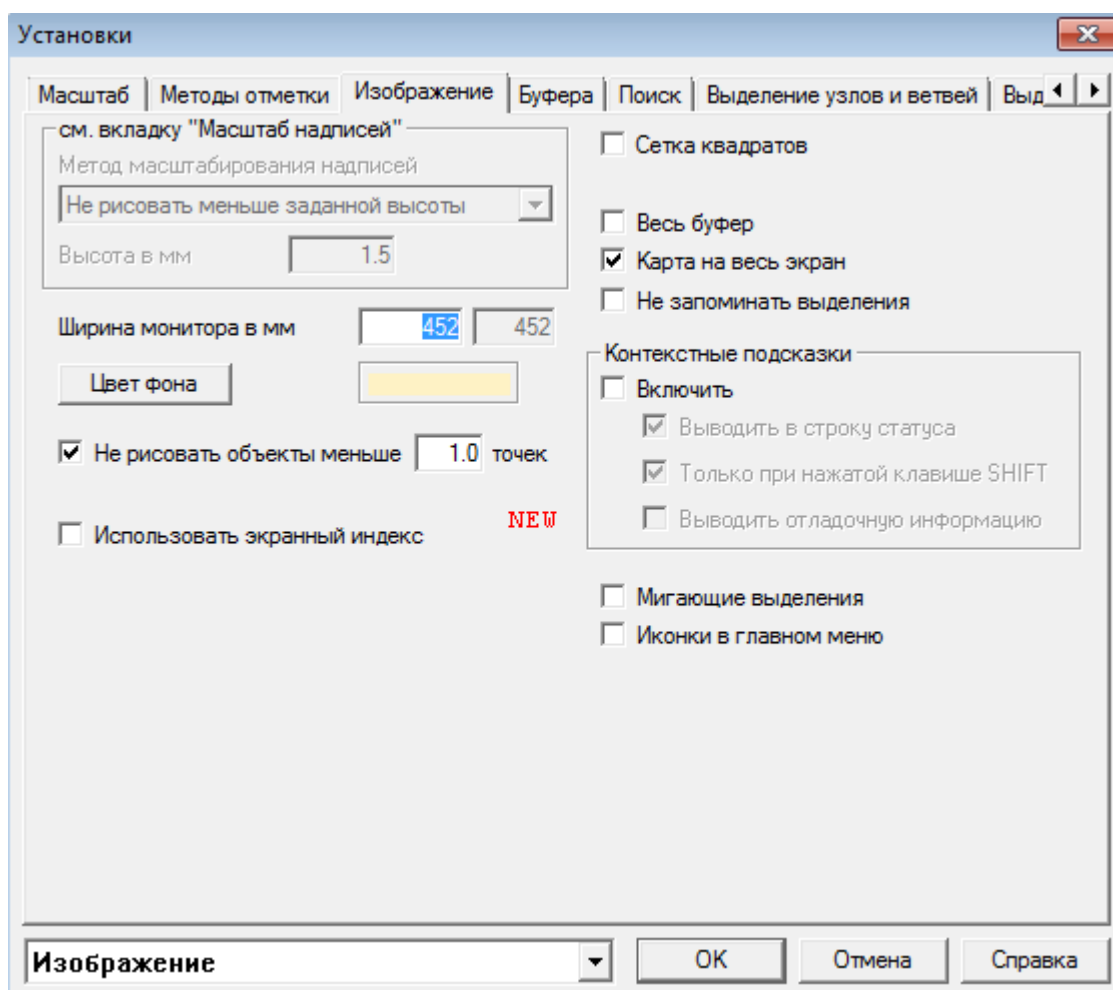 Установки
Масштаб Методы отметки Изображение Буфера Поиск Выделение узлов и ветвей Выд
см. вкладку "Масштаб надписей"
Метод масштабирования надписей
Не рисовать меньше заданной высоты
Высота в мм 1.5
Ширина монитора в мм 452 452
Цвет фона
Не рисовать объекты меньше 1.0 точек
Использовать экранный индекс NEW
Сетка квадратов
Весь буфер
Карта на весь экран
Не запоминать выделения
Контекстные подсказки
Включить
Выводить в строку статуса
Только при нажатой клавише SHIFT
Выводить отладочную информацию
Мигающие выделения
Иконки в главном меню
Изображение OK Отмена Справка